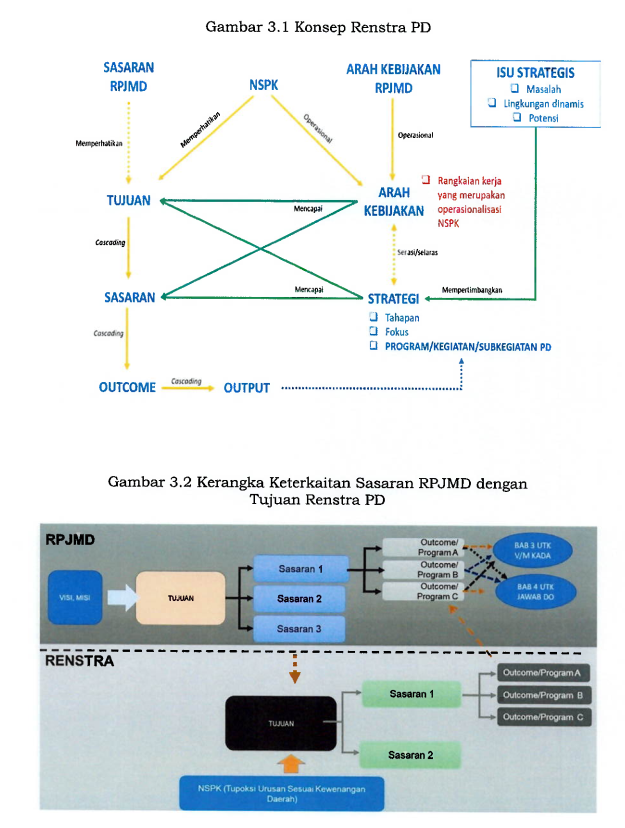 Gambar 3.1 Konsep Renstra PD
SASARAN
RPJMD
NSPK
ARAH KEBIJAKAN
RPJMD
ISU STRATEGIS
Masalah
Lingkungan dinamis
Potensi
Memperhatikan
Memperhatikan
Operasional
Operasional
TUJUAN
Mencapai
ARAH
KEBIJAKAN
Rangkaian kerja
yang merupakan
operasionalisasi
NSPK
Cascading
Serasi/selaras
SASARAN
Mencapai
STRATEGI
Mempertimbangkan
Tahapan
Fokus
PROGRAM/KEGIATAN/SUBKEGIATAN PD
Cascading
OUTCOME
Cascading
OUTPUT
Gambar 3.2 Kerangka Keterkaitan Sasaran RPJMD dengan
Tujuan Renstra PD
RPJMD
VISI, MISI
TUJUAN
Sasaran 1
Sasaran 2
Sasaran 3
Outcome/
Program A
Outcome/
Program B
Outcome/
Program C
BAB 3 UTK
V/M KADA
BAB 4 UTK
JAWAB DO
RENSTRA
TUJUAN
Sasaran 1
Sasaran 2
Outcome/Program A
Outcome/Program B
Outcome/Program C
NSPK (Tupoksi Urusan Sesuai Kewenangan
Daerah)